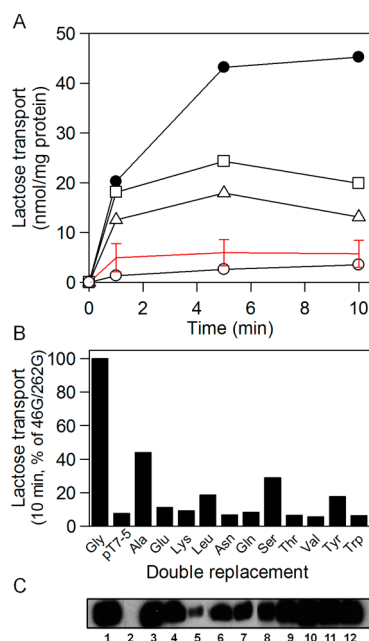 A
Lactose transport
(nmol/mg protein)
50
40
30
20
10
0
0 2 4 6 8 10
Time (min)
B
Lactose transport
(10 min, % of 46G/262G)
100
80
60
40
20
0
Gly pT7-5 Ala Glu Lys Leu Asn Gln Ser Thr Val Tyr Trp
Double replacement
C
1 2 3 4 5 6 7 8 9 10 11 12